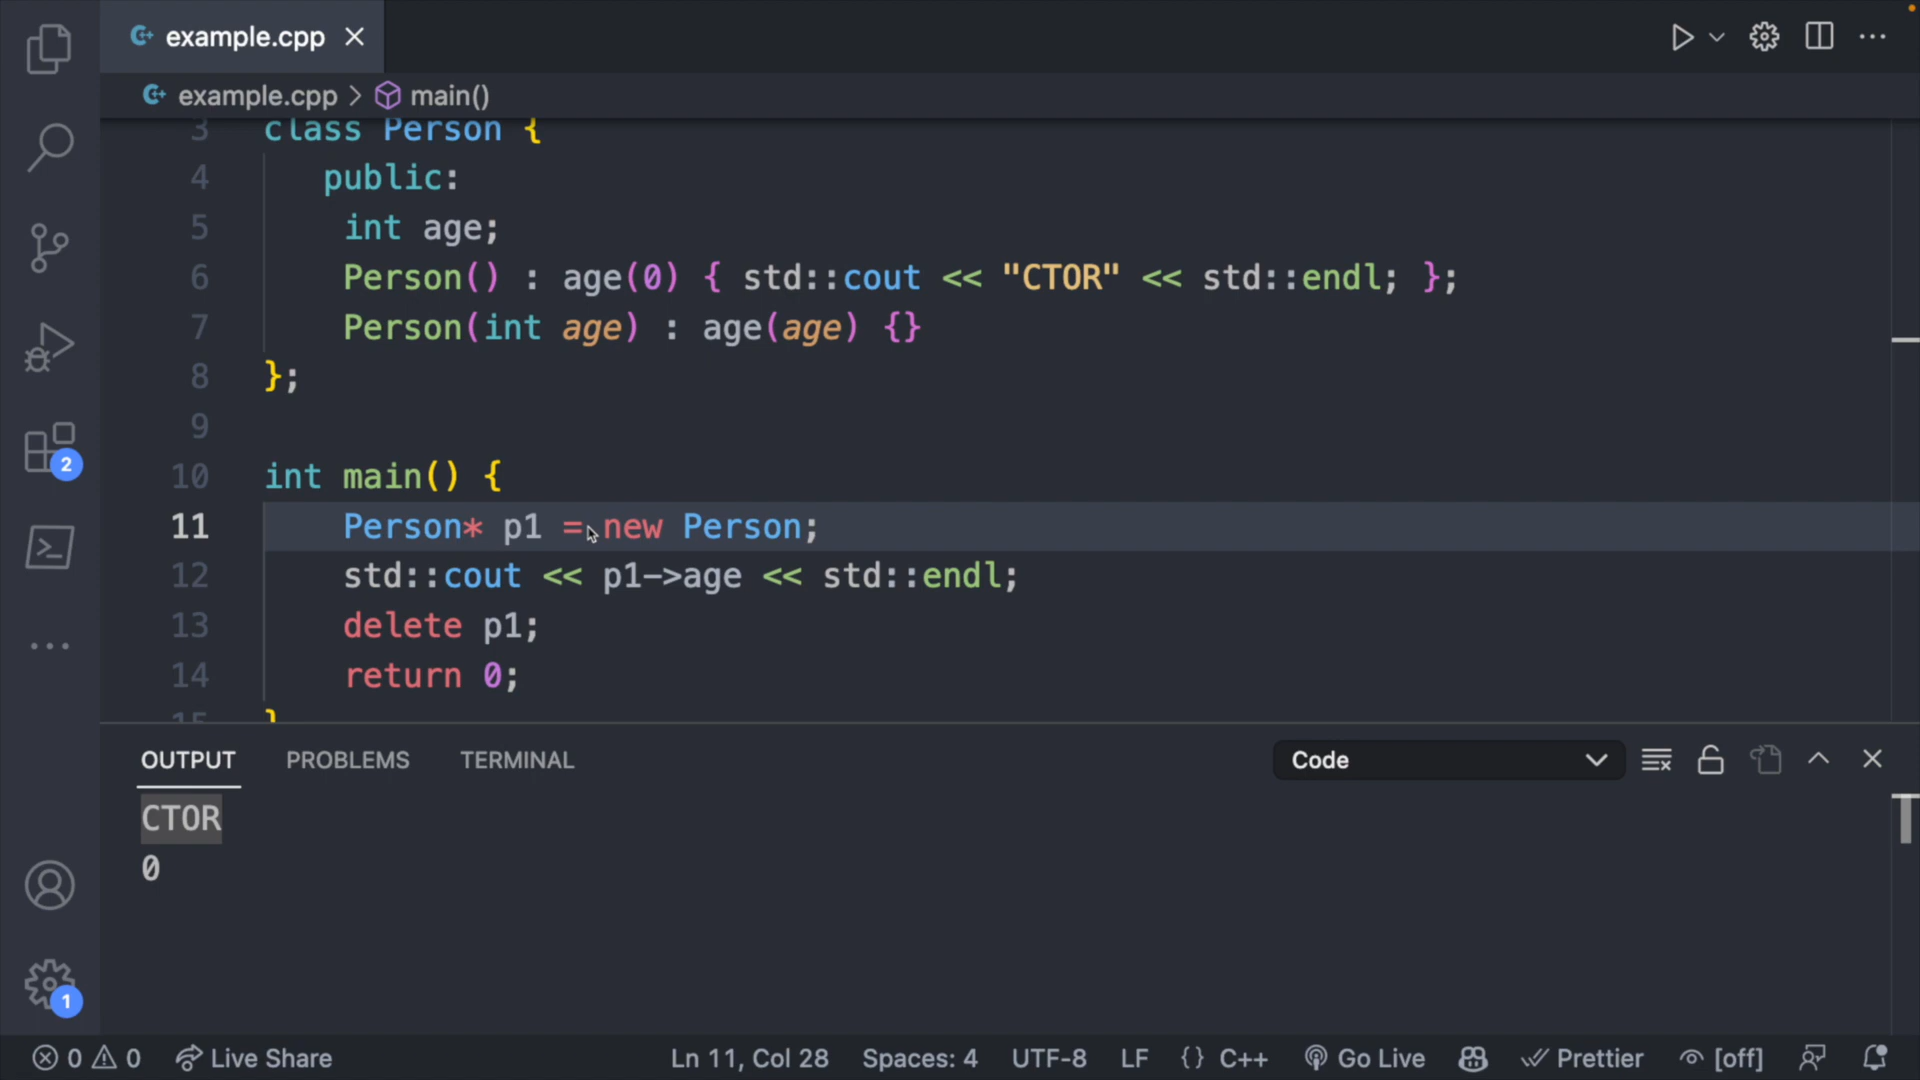 example.cpp
example.cpp > main()
3 class Person {
4 public:
5 int age;
6 Person() : age(0) { std::cout << "CTOR" << std::endl; };
7 Person(int age) : age(age) {}
8 };
9
10 int main() {
11 Person* p1 = new Person;
12 std::cout << p1->age << std::endl;
13 delete p1;
14 return 0;
15 }
2
OUTPUT PROBLEMS TERMINAL Code
CTOR
0
1
0 0 Live Share Ln 11, Col 28 Spaces: 4 UTF-8 LF {} C++ Go Live Prettier [off]